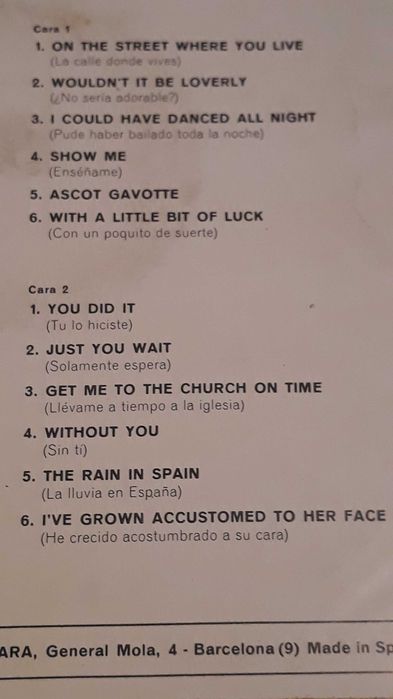 Cara 1
1. ON THE STREET WHERE YOU LIVE
(La calle donde vives)
2. WOULDN'T IT BE LOVERLY
(¿No sería adorable?)
3. I COULD HAVE DANCED ALL NIGHT
(Pude haber bailado toda la noche)
4. SHOW ME
(Enséñame)
5. ASCOT GAVOTTE
6. WITH A LITTLE BIT OF LUCK
(Con un poquito de suerte)
Cara 2
1. YOU DID IT
(Tu lo hiciste)
2. JUST YOU WAIT
(Solamente espera)
3. GET ME TO THE CHURCH ON TIME
(Llévame a tiempo a la iglesia)
4. WITHOUT YOU
(Sin tí)
5. THE RAIN IN SPAIN
(La lluvia en España)
6. I'VE GROWN ACCUSTOMED TO HER FACE
(He crecido acostumbrado a su cara)
ARA, General Mola, 4 - Barcelona (9) Made in Sp